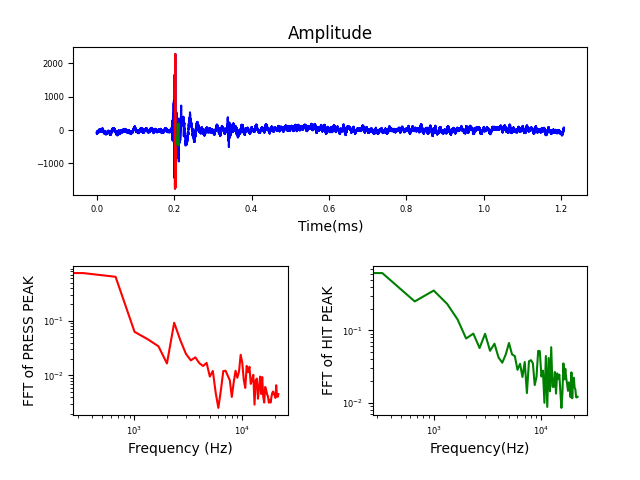 Amplitude
2000
1000
0
−1000
0.0 0.2 0.4 0.6 0.8 1.0 1.2
Time(ms)
FFT of PRESS PEAK
10⁻¹
10⁻²
10³ 10⁴
Frequency (Hz)
FFT of HIT PEAK
10⁻¹
10⁻²
10³ 10⁴
Frequency(Hz)